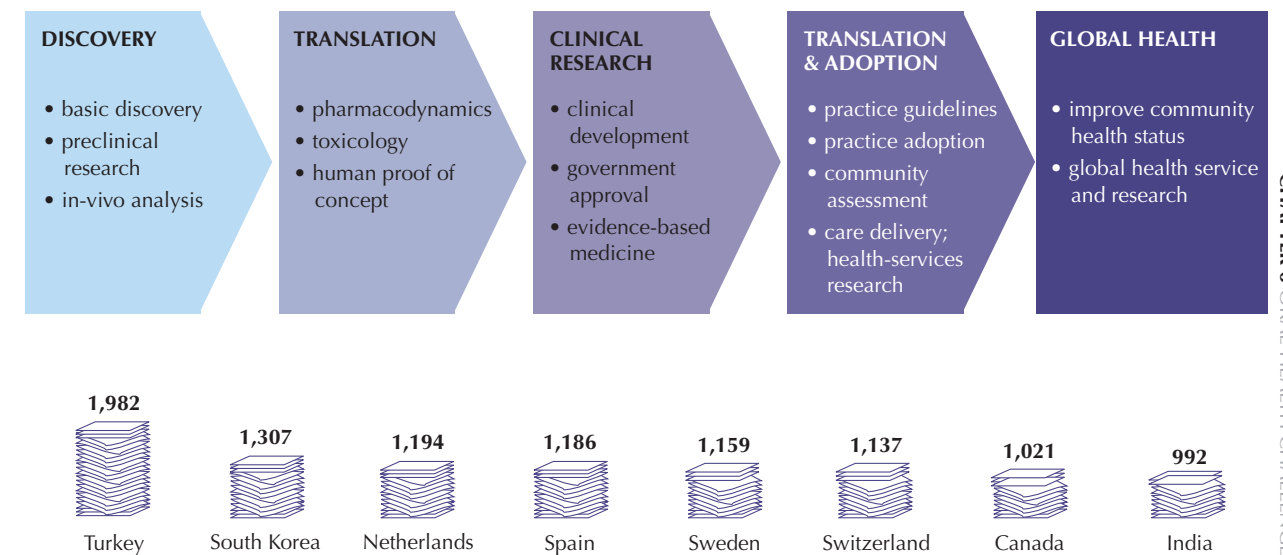 DISCOVERY
• basic discovery
• preclinical
research
• in-vivo analysis
TRANSLATION
• pharmacodynamics
• toxicology
• human proof of
concept
CLINICAL
RESEARCH
• clinical
development
• government
approval
• evidence-based
medicine
TRANSLATION
& ADOPTION
• practice guidelines
• practice adoption
• community
assessment
• care delivery;
health-services
research
GLOBAL HEALTH
• improve community
health status
• global health service
and research
1,982
Turkey
1,307
South Korea
1,194
Netherlands
1,186
Spain
1,159
Sweden
1,137
Switzerland
1,021
Canada
992
India